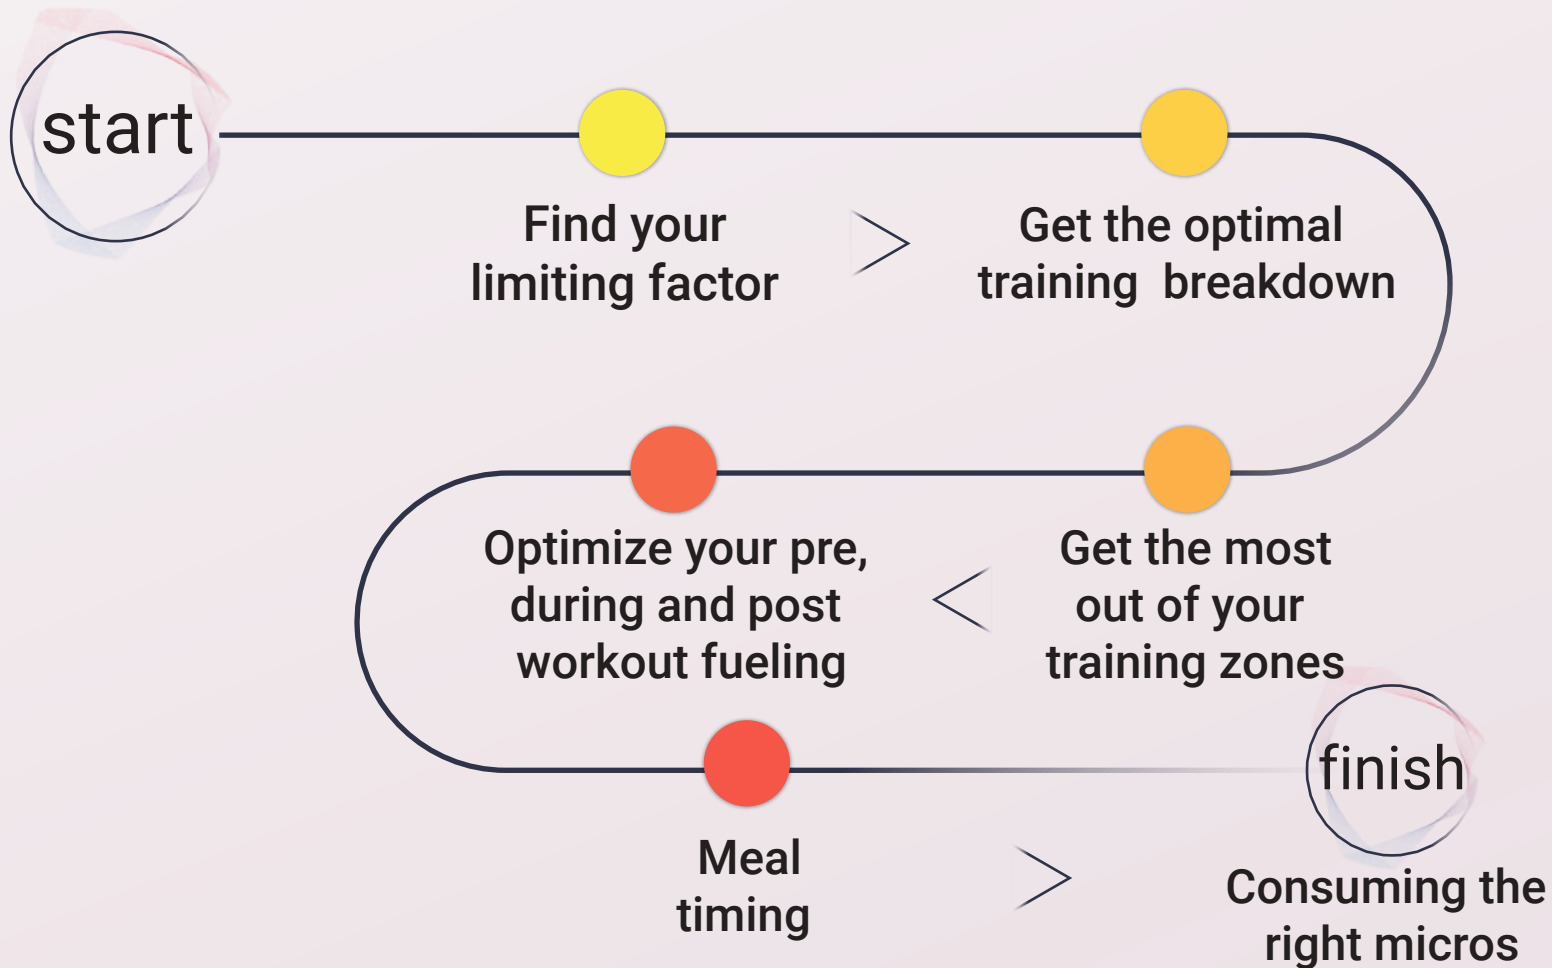 start
Find your
limiting factor
Get the optimal
training  breakdown
Get the most
out of your
training zones
Optimize your pre,
during and post
workout fueling
Meal
timing
finish
Consuming the
right micros